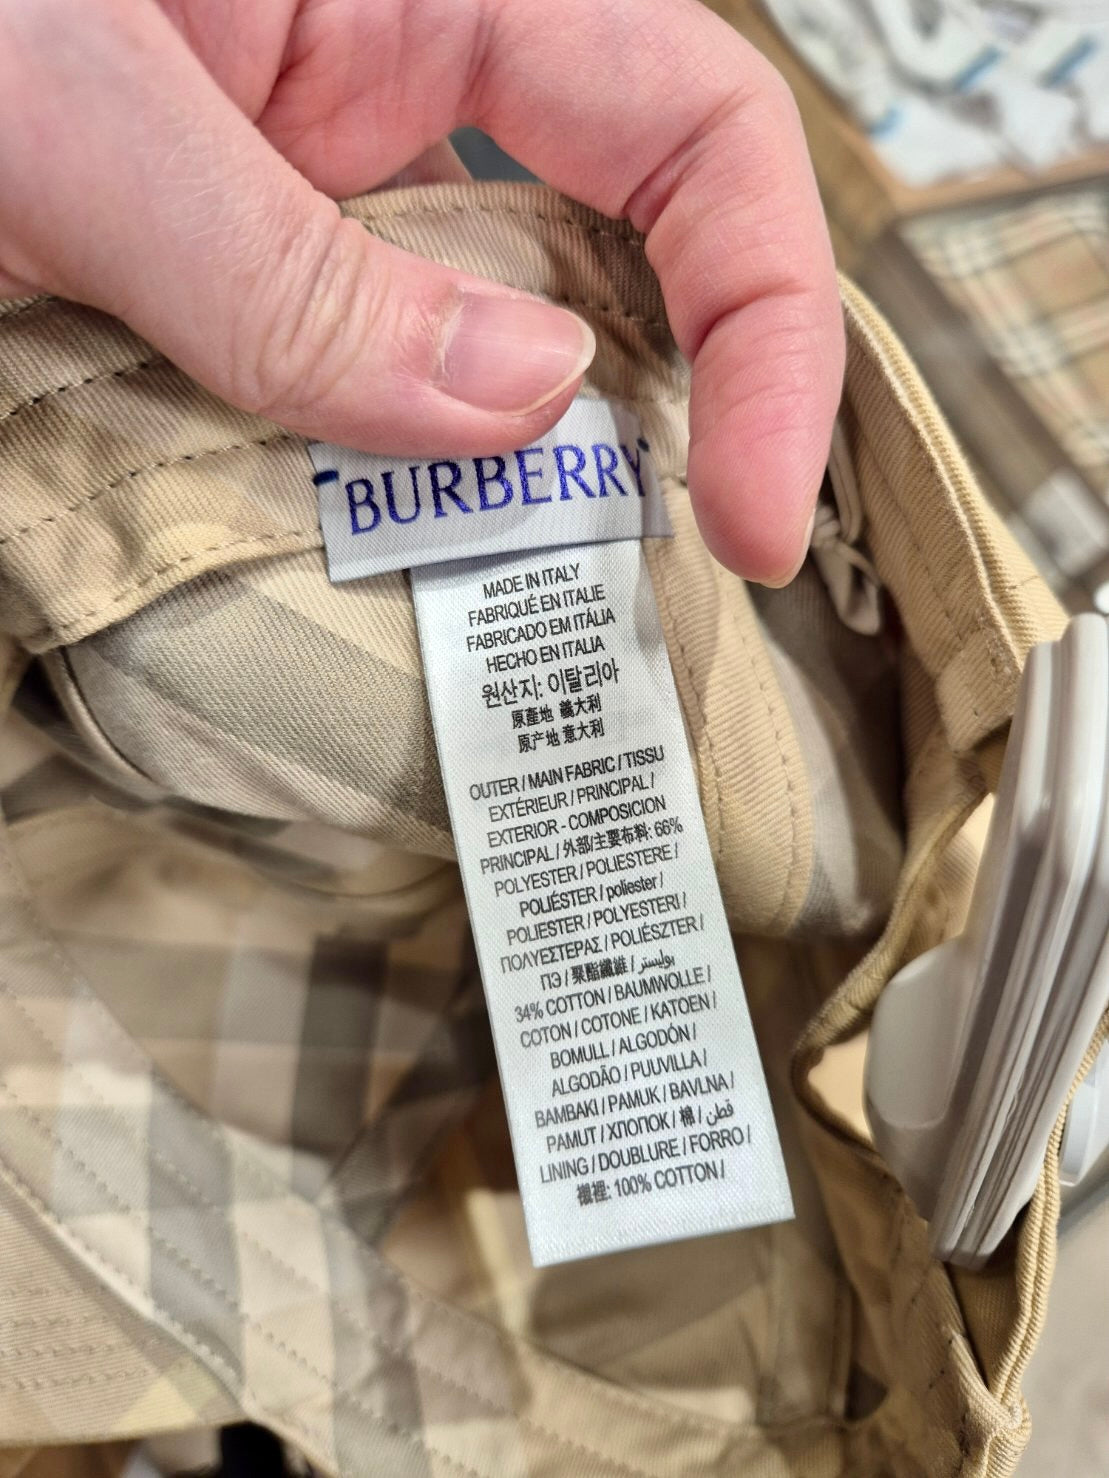 BURBERRY
MADE IN ITALY
FABRIQUÉ EN ITALIE
FABRICADO EM ITÁLIA
HECHO EN ITALIA
원산지: 이탈리아
原產地 義大利
原产地 意大利
OUTER / MAIN FABRIC / TISSU
EXTÉRIEUR / PRINCIPAL /
EXTERIOR - COMPOSICION
PRINCIPAL / 外部/主要布料: 66%
POLYESTER / POLIESTERE /
POLIÉSTER / poliester /
POLIESTER / POLYESTERI /
ΠΟΛΥΕΣΤΕΡΑΣ / POLIÉSZTER /
ПЭ / 聚酯纖維 / بوليستر
34% COTTON / BAUMWOLLE /
COTON / COTONE / KATOEN /
BOMULL / ALGODÓN /
ALGODÃO / PUUVILLA /
BAMBAKI / PAMUK / BAVLNA /
PAMUT / ХПОПОК / 棉 / قطن /
LINING / DOUBLURE / FORRO /
襯裡: 100% COTTON /